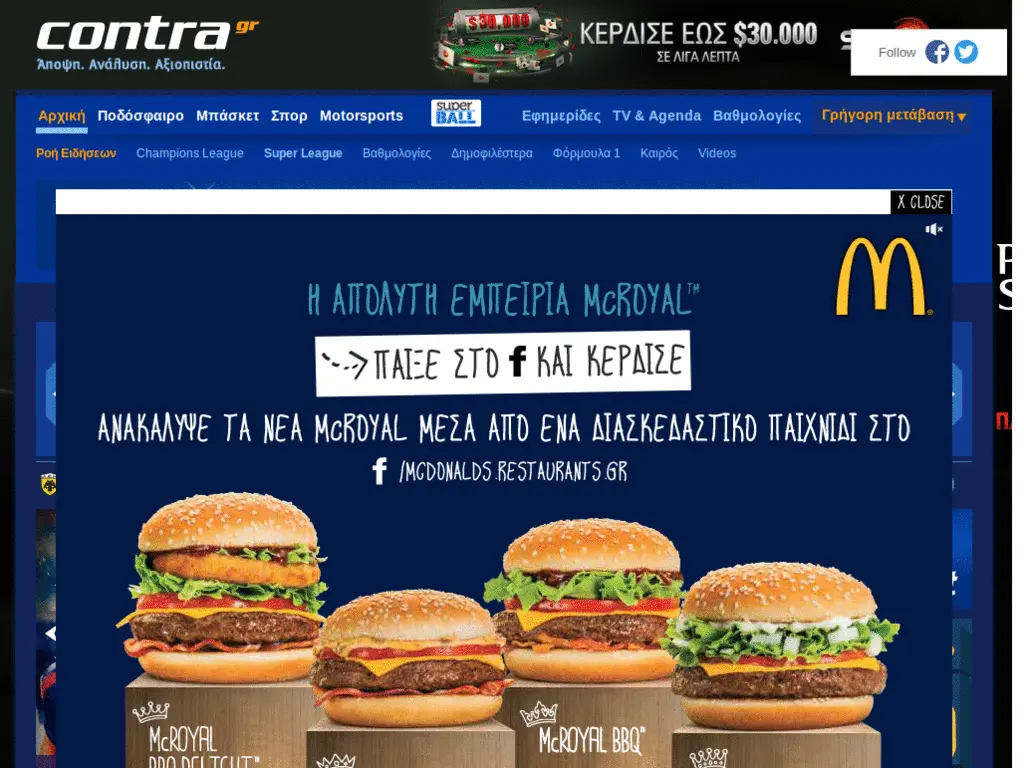 contra gr
Άποψη. Ανάλυση. Αξιοπιστία.
$30.000
ΚΕΡΔΙΣΕ ΕΩΣ $30.000
ΣΕ ΛΙΓΑ ΛΕΠΤΑ
Follow
Αρχική Ποδόσφαιρο Μπάσκετ Σπορ Motorsports super BALL Εφημερίδες TV & Agenda Βαθμολογίες Γρήγορη μετάβαση
Ροή Ειδήσεων Champions League Super League Βαθμολογίες Δημοφιλέστερα Φόρμουλα 1 Καιρός Videos
X CLOSE
Η ΑΠΟΛΥΤΗ ΕΜΠΕΙΡΙΑ McROYAL™
ΠΑΙΞΕ ΣΤΟ f ΚΑΙ ΚΕΡΔΙΣΕ
ΑΝΑΚΑΛΥΨΕ ΤΑ ΝΕΑ McROYAL ΜΕΣΑ ΑΠΟ ΕΝΑ ΔΙΑΣΚΕΔΑΣΤΙΚΟ ΠΑΙΧΝΙΔΙ ΣΤΟ
f /MCDONALDS.RESTAURANTS.GR
McROYAL
BBQ DELIGHT™
McROYAL BBQ™